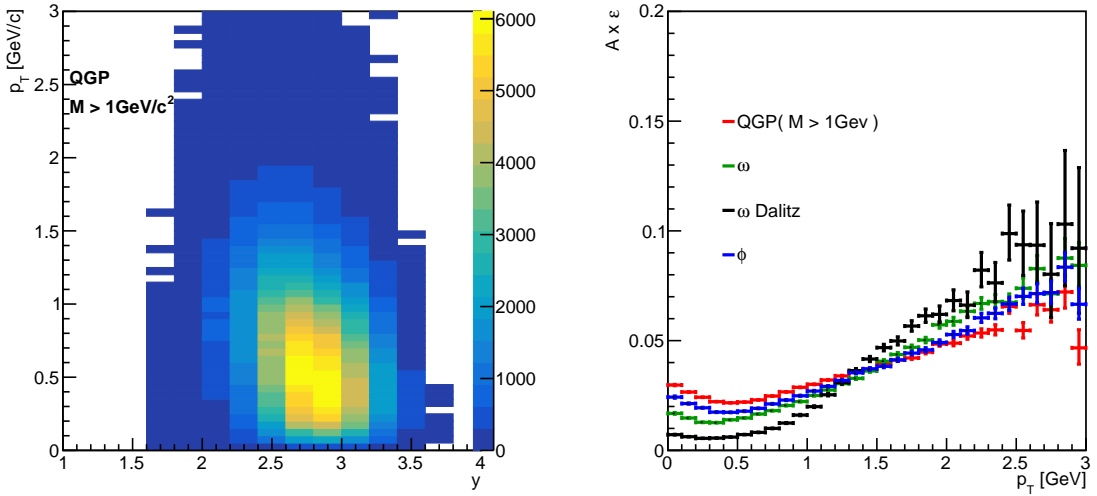 p_T [GeV/c]
3
2.5
2
1.5
1
0.5
0
QGP
M > 1GeV/c²
1 1.5 2 2.5 3 3.5 4
y
6000
5000
4000
3000
2000
1000
0
A x ε
0.2
0.15
0.1
0.05
0
QGP( M > 1Gev )
ω
ω Dalitz
ϕ
0 0.5 1 1.5 2 2.5 3
p_T [GeV]